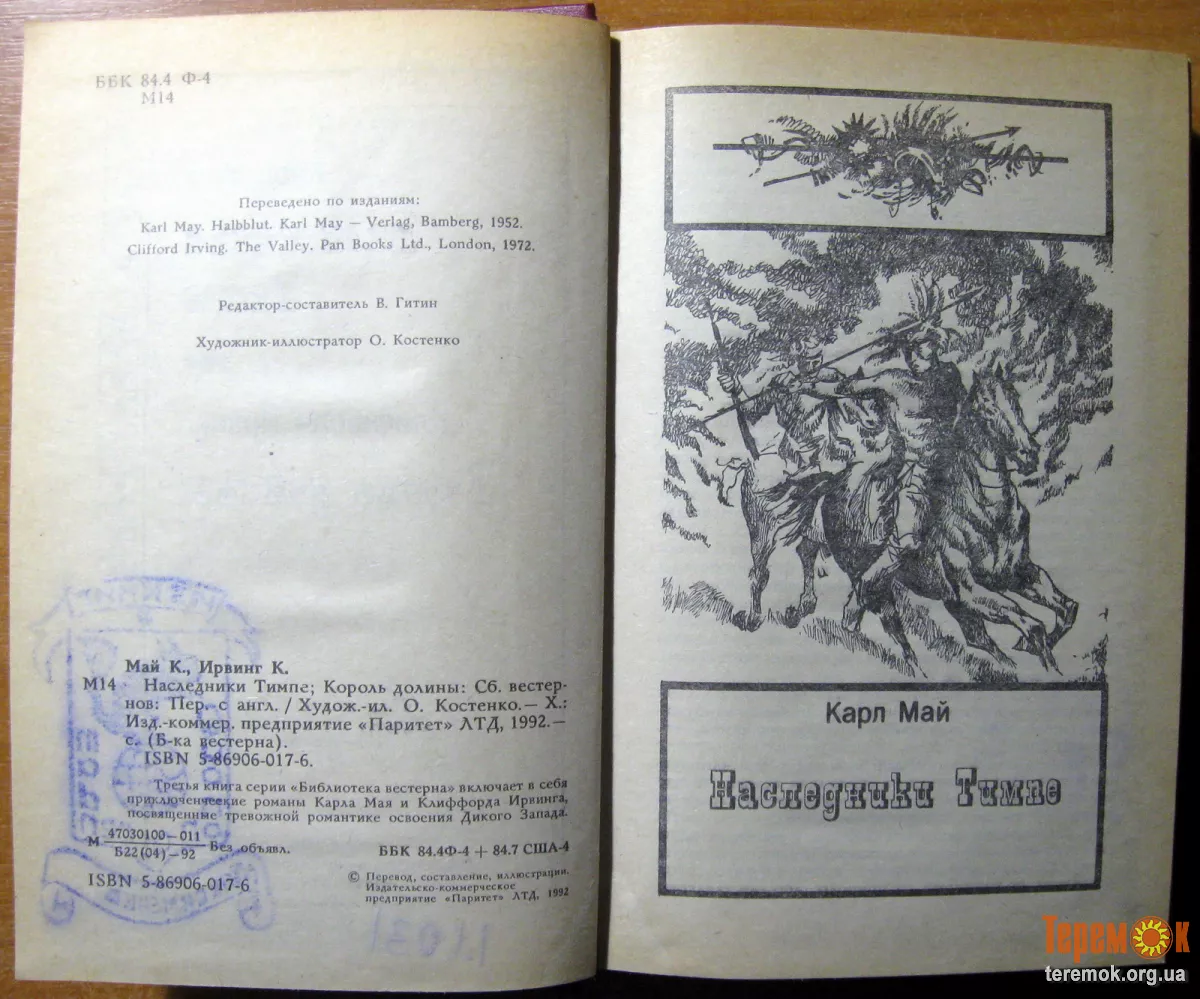 ББК 84.4 Ф-4
М14
Переведено по изданиям:
Karl May. Halbblut. Karl May — Verlag, Bamberg, 1952.
Clifford Irving. The Valley. Pan Books Ltd., London, 1972.
Редактор-составитель В. Гитин
Художник-иллюстратор О. Костенко
Май К., Ирвинг К.
М14 Наследники Тимпе; Король долины: Сб. вестер-
нов: Пер. с англ. / Худож.-ил. О. Костенко.— Х.:
Изд.-коммер. предприятие «Паритет» ЛТД, 1992.—
с. (Б-ка вестерна).
ISBN 5-86906-017-6.
Третья книга серии «Библиотека вестерна» включает в себя
приключенческие романы Карла Мая и Клиффорда Ирвинга,
посвященные тревожной романтике освоения Дикого Запада.
М 47030100—011
Б22(04)—92 Без объявл.
ББК 84.4Ф-4 + 84.7 США-4
ISBN 5-86906-017-6
© Перевод, составление, иллюстрации.
Издательско-коммерческое
предприятие «Паритет» ЛТД, 1992
Карл Май
Наследники Тимпе
Теремок
teremok.org.ua